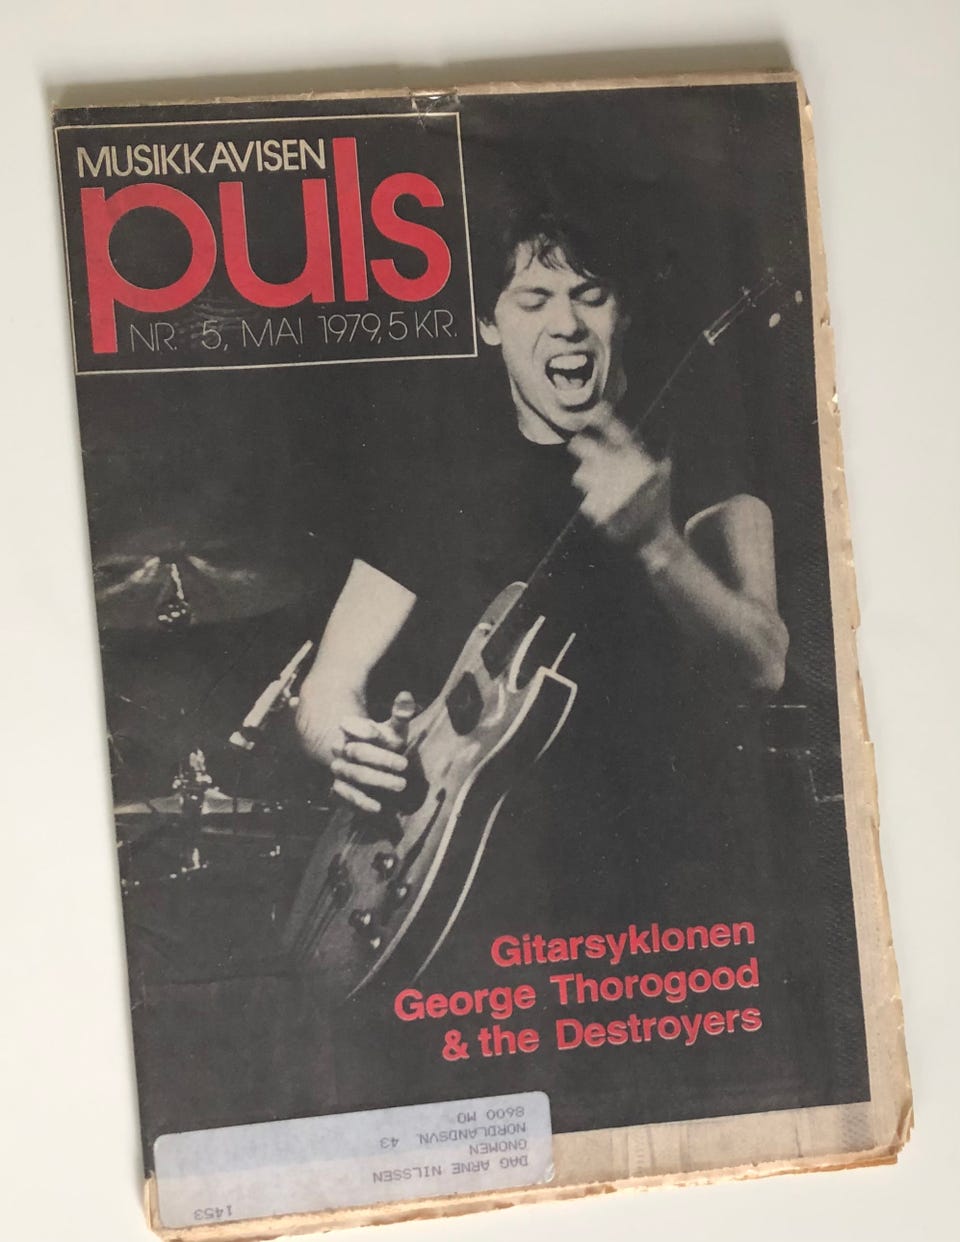 MUSIKKAVISEN
puls
NR. 5, MAI 1979, 5 KR.
Gitarsyklonen
George Thorogood
& the Destroyers
1453
DAG ARNE NILSSEN
GNOMEN
NORDLANDSVN. 43
8600 MO